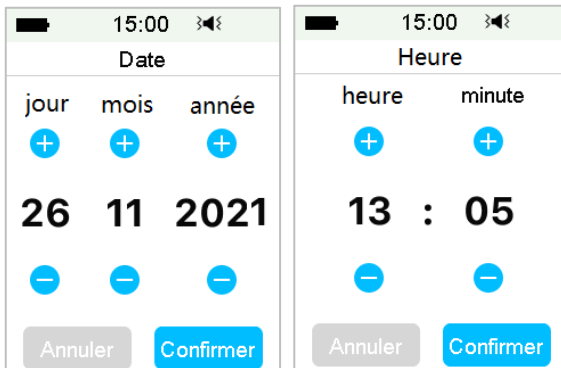 15:00
Date
jour mois année
26 11 2021
Annuler Confirmer
15:00
Heure
heure minute
13 : 05
Annuler Confirmer